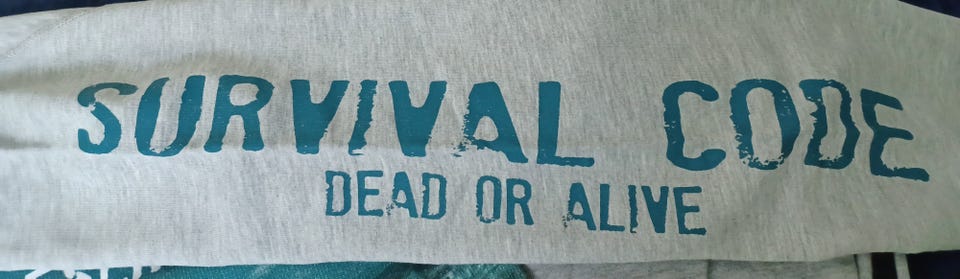 SURVIVAL CODE
DEAD OR ALIVE